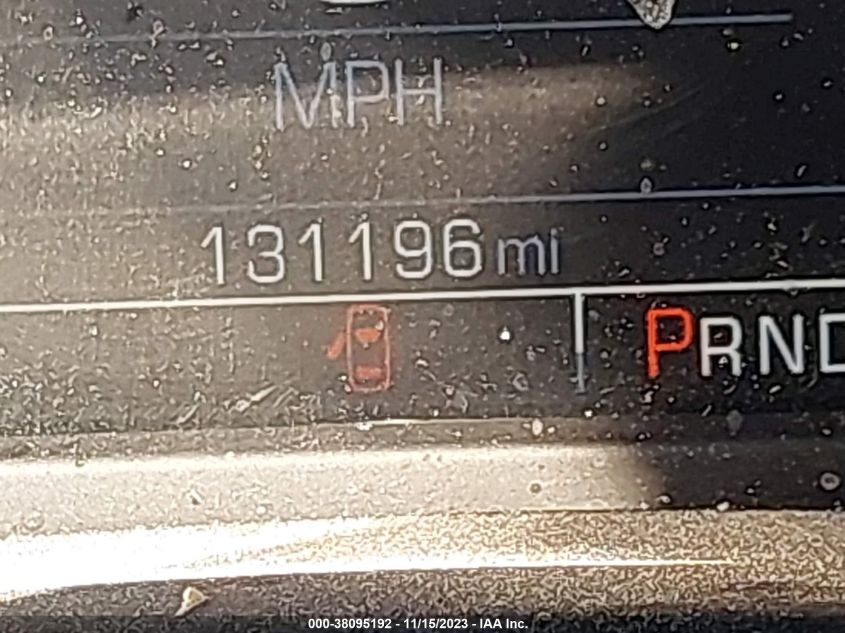 MPH
131196 mi
PRND
000-38095192 - 11/15/2023 - IAA Inc.